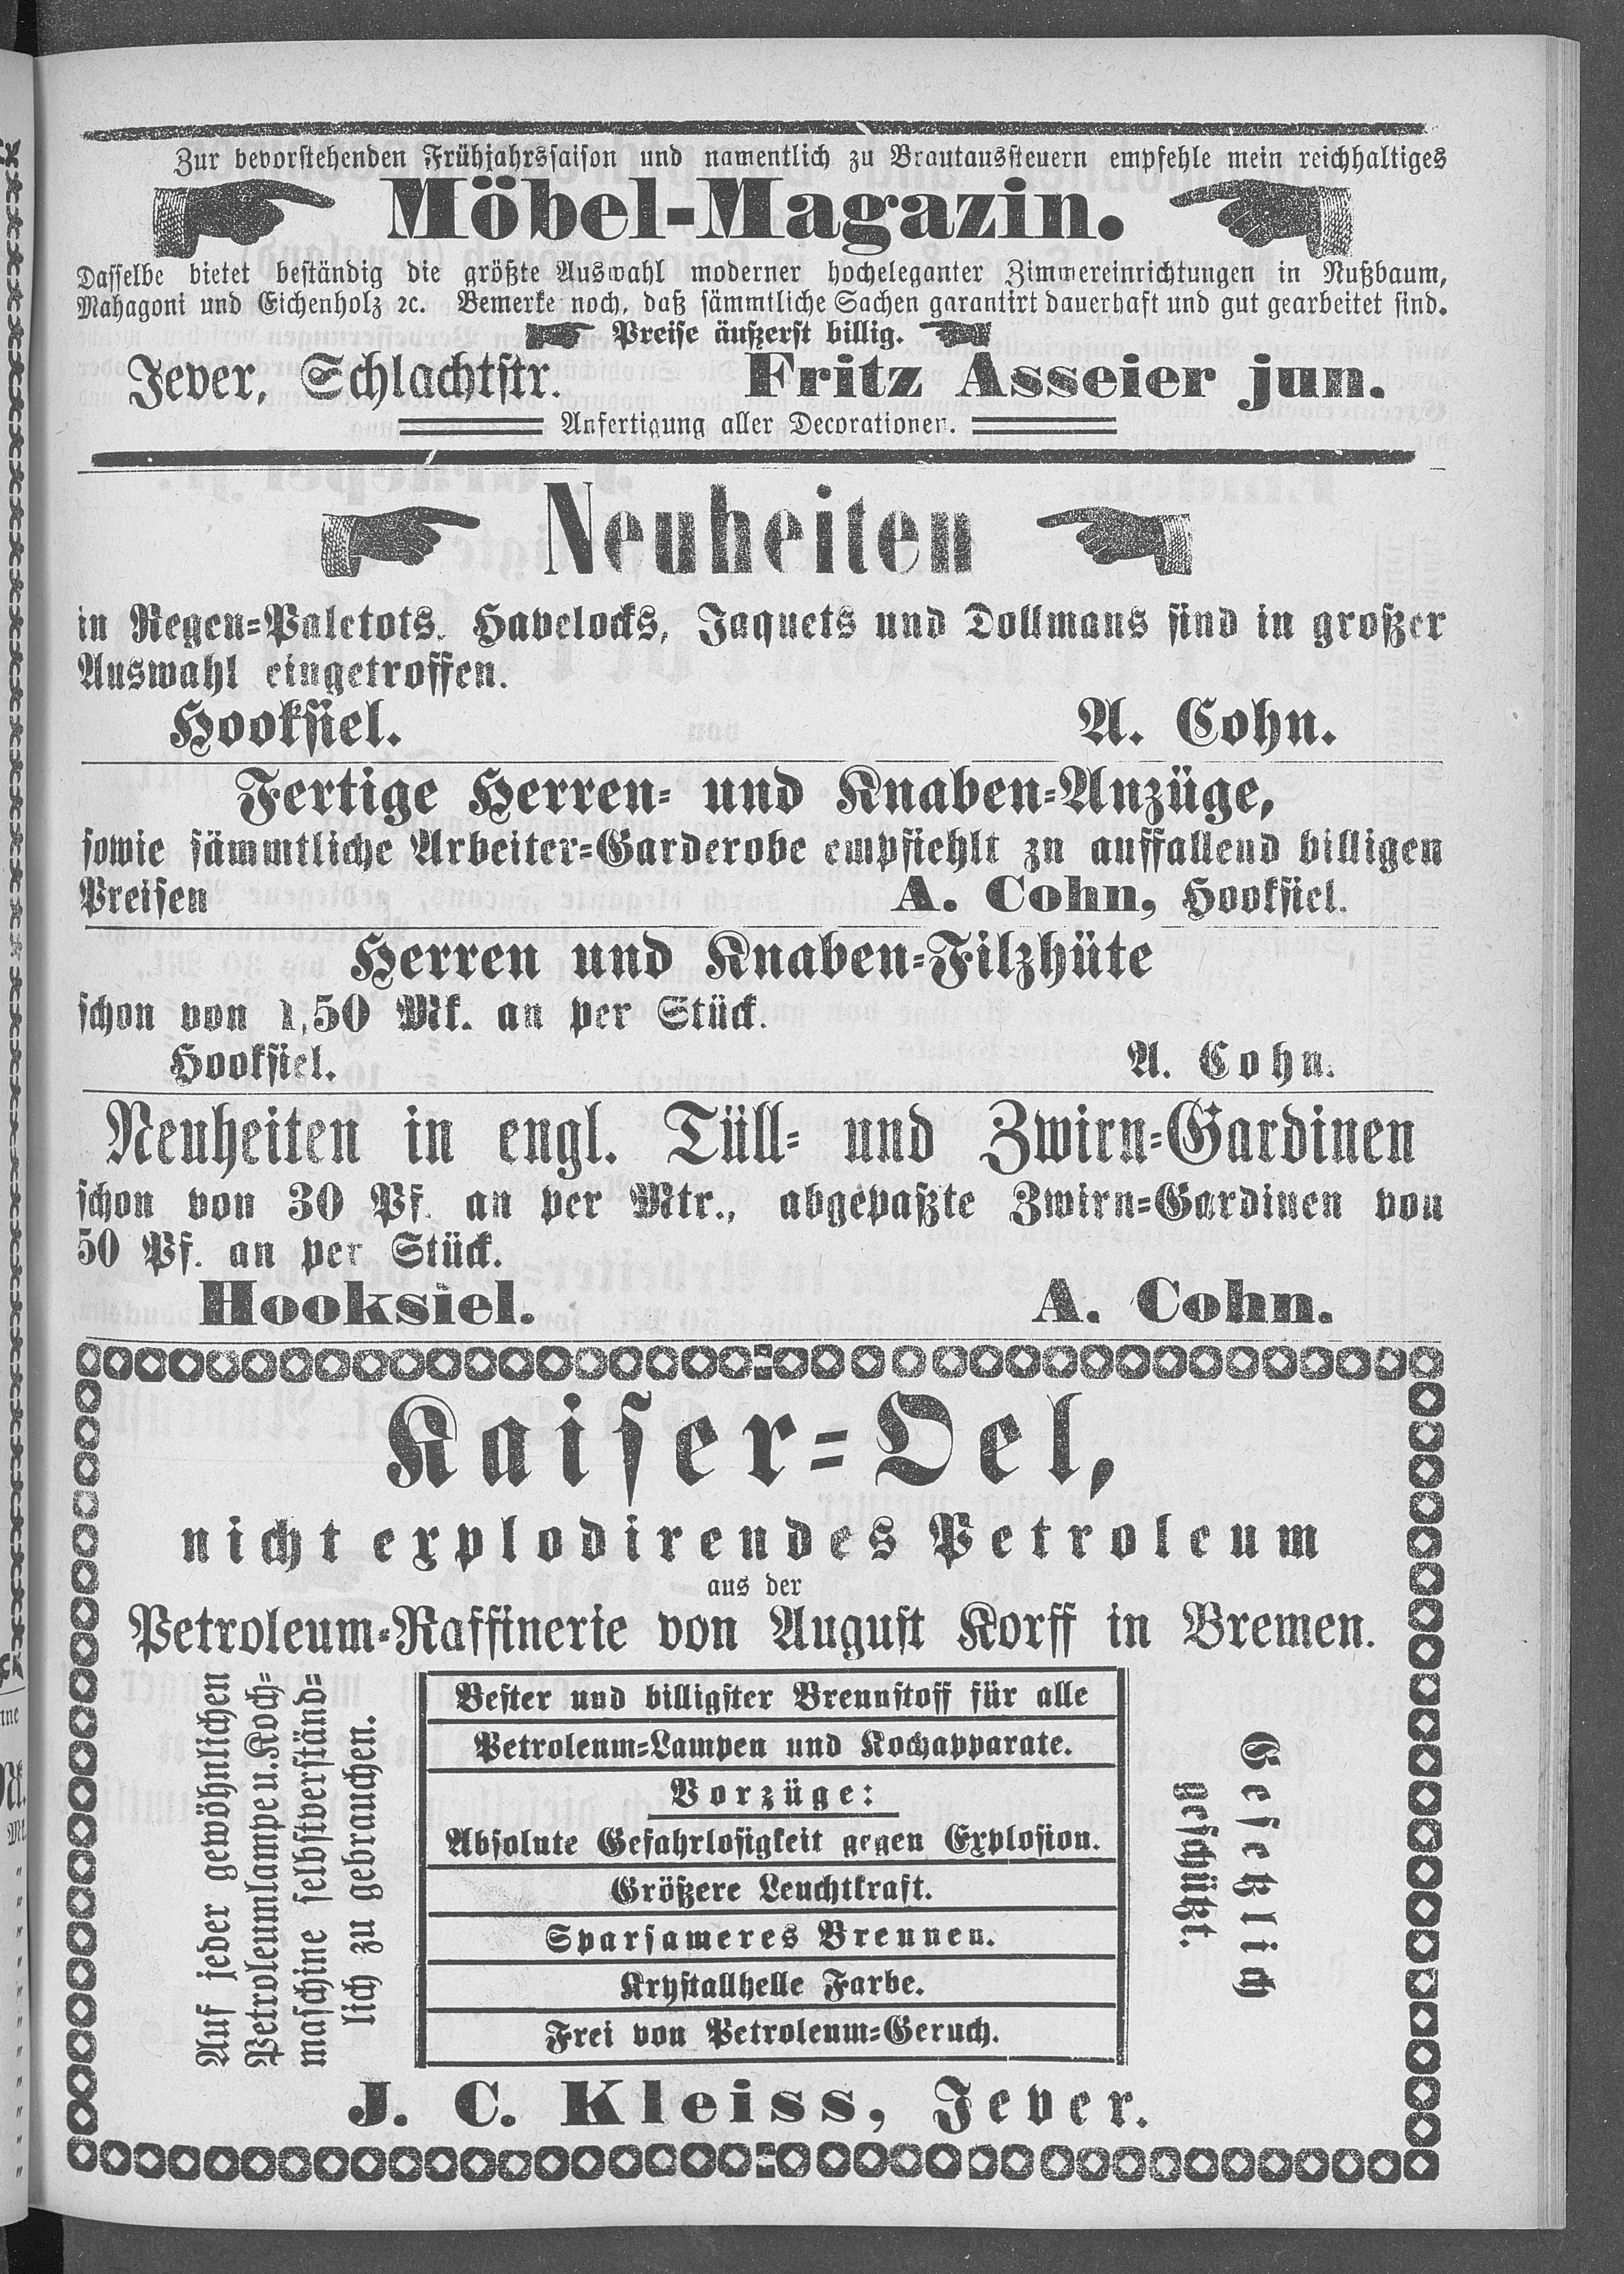 Zur bevorstehenden Frühjahrssaison und namentlich zu Brautaussteuern empfehle mein reichhaltiges
Möbel-Magazin.
Dasselbe bietet beständig die größte Auswahl moderner hocheleganter Zimmereinrichtungen in Nußbaum,
Mahagoni und Eichenholz ꝛc. Bemerke noch, daß sämmtliche Sachen garantirt dauerhaft und gut gearbeitet sind.
Preise äußerst billig.
Jever, Schlachtstr. Fritz Asseier jun.
Anfertigung aller Decorationen.
Neuheiten
in Regen-Paletots, Havelocks, Jaquets und Dollmans sind in großer
Auswahl eingetroffen.
Hooksiel. A. Cohn.
Fertige Herren- und Knaben-Anzüge,
sowie sämmtliche Arbeiter-Garderobe empfiehlt zu auffallend billigen
Preisen A. Cohn, Hooksiel.
Herren und Knaben-Filzhüte
schon von 1,50 Mk. an per Stück.
Hooksiel. A. Cohn.
Neuheiten in engl. Tüll- und Zwirn-Gardinen
schon von 30 Pf. an per Mtr., abgepaßte Zwirn-Gardinen von
50 Pf. an per Stück.
Hooksiel. A. Cohn.
Kaiser-Oel,
nicht explodirendes Petroleum
aus der
Petroleum-Raffinerie von August Korff in Bremen.
Auf jeder gewöhnlichen
Petroleumlampe u. Koch-
maschine selbstverständ-
lich zu gebrauchen.
Bester und billigster Brennstoff für alle
Petroleum-Lampen und Kochapparate.
Vorzüge:
Absolute Gefahrlosigkeit gegen Explosion.
Größere Leuchtkraft.
Sparsameres Brennen.
Krystallhelle Farbe.
Frei von Petroleum-Geruch.
Gesetzlich
geschützt.
J. C. Kleiss, Jever.